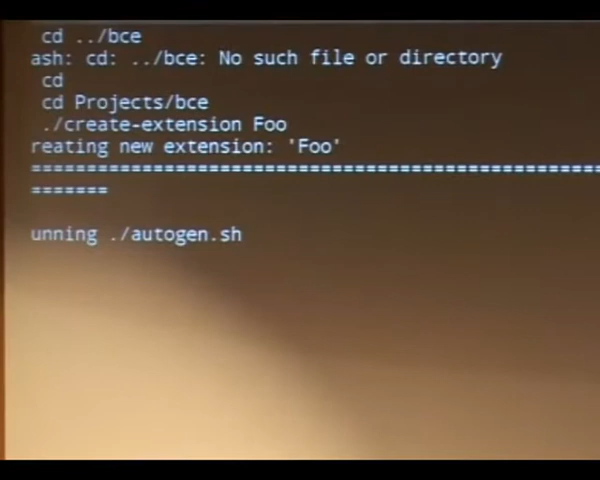 cd ../bce
ash: cd: ../bce: No such file or directory
cd
cd Projects/bce
./create-extension Foo
reating new extension: 'Foo'
====================================================
=======
unning ./autogen.sh